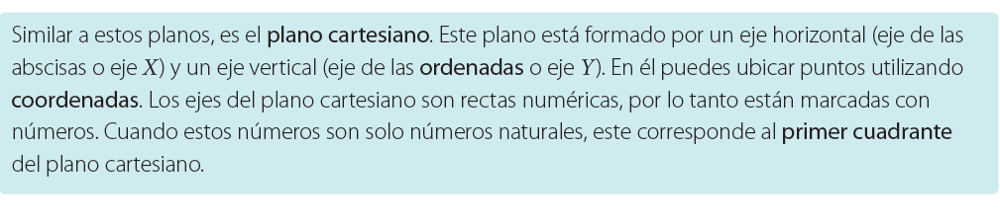 Similar a estos planos, es el plano cartesiano. Este plano está formado por un eje horizontal (eje de las
abscisas o eje X) y un eje vertical (eje de las ordenadas o eje Y). En él puedes ubicar puntos utilizando
coordenadas. Los ejes del plano cartesiano son rectas numéricas, por lo tanto están marcadas con
números. Cuando estos números son solo números naturales, este corresponde al primer cuadrante
del plano cartesiano.